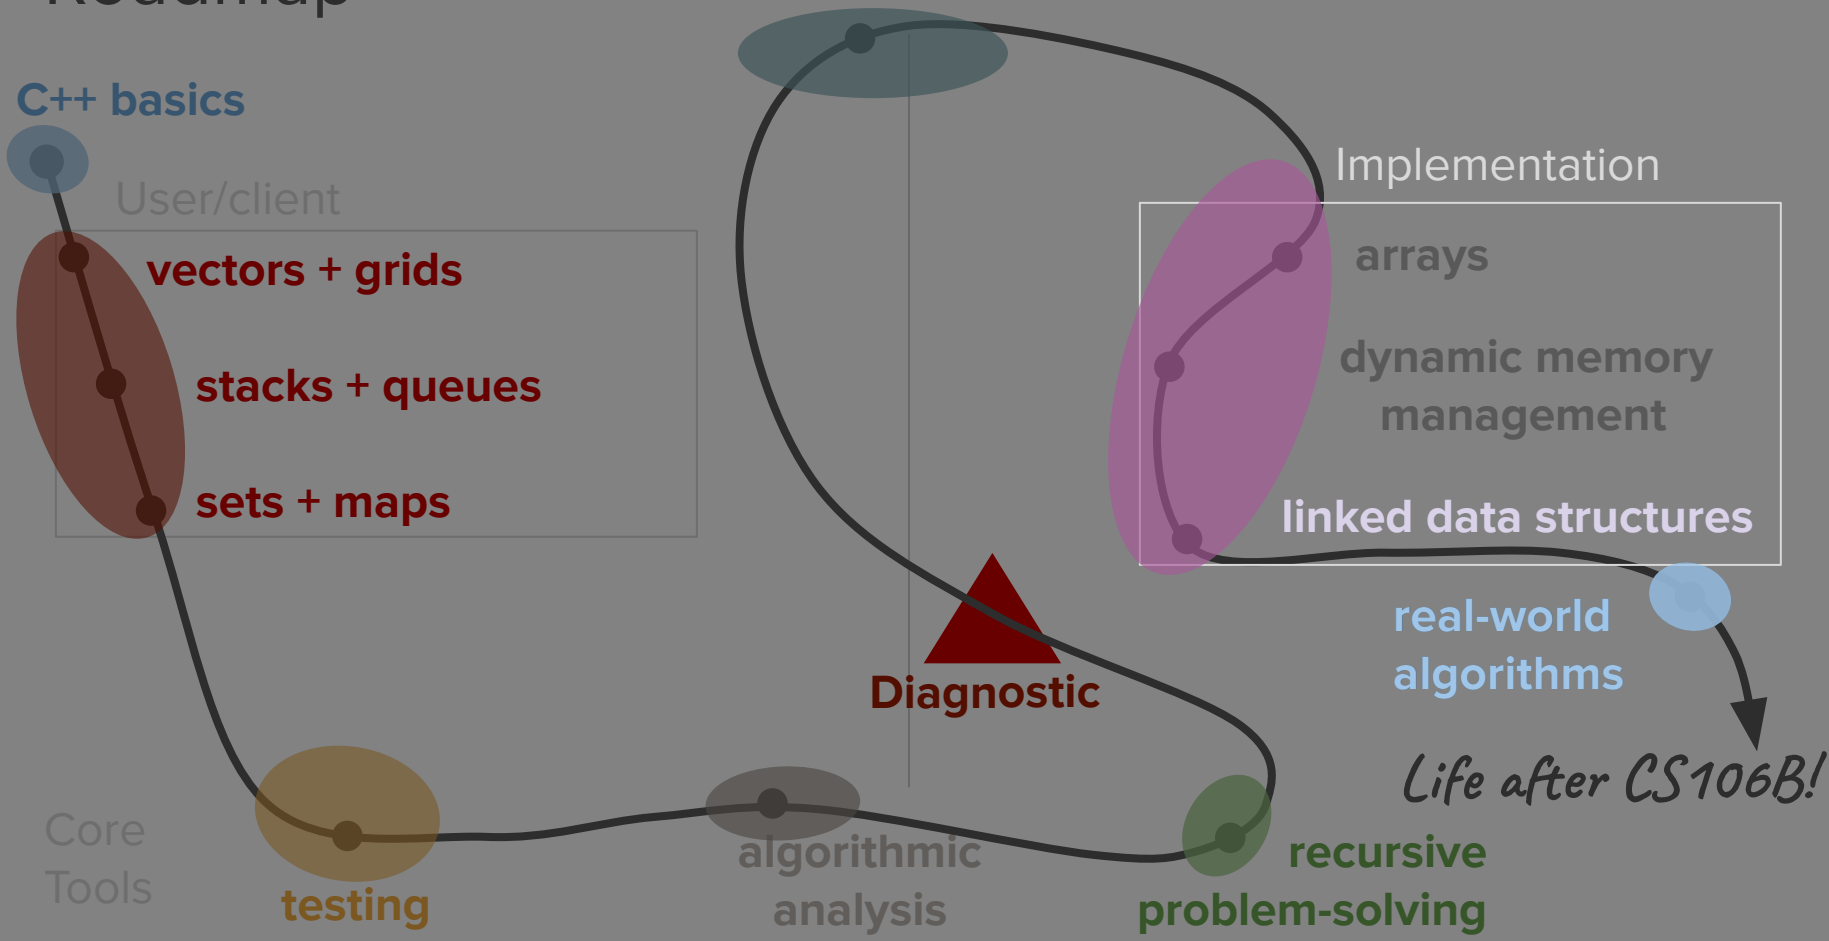 Roadmap
C++ basics
User/client
vectors + grids
stacks + queues
sets + maps
Core
Tools
testing
algorithmic
analysis
Diagnostic
recursive
problem-solving
Implementation
arrays
dynamic memory
management
linked data structures
real-world
algorithms
Life after CS106B!